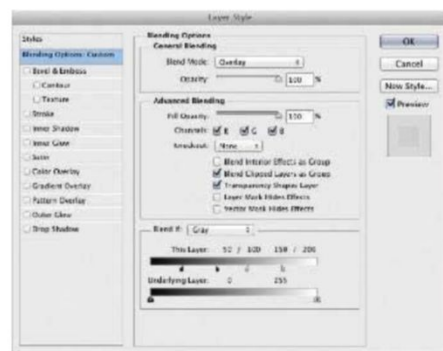 Layer Style
Styles
Blending Options: Custom
Bevel & Emboss
Contour
Texture
Stroke
Inner Shadow
Inner Glow
Satin
Color Overlay
Gradient Overlay
Pattern Overlay
Outer Glow
Drop Shadow
Blending Options
General Blending
Blend Mode: Overlay
Opacity: 100 %
Advanced Blending
Fill Opacity: 100 %
Channels: R G B
Knockout: None
Blend Interior Effects as Group
Blend Clipped Layers as Group
Transparency Shapes Layer
Layer Mask Hides Effects
Vector Mask Hides Effects
Blend If: Gray
This Layer: 50 / 100 150 / 200
Underlying Layer: 0 255
OK
Cancel
New Style...
Preview